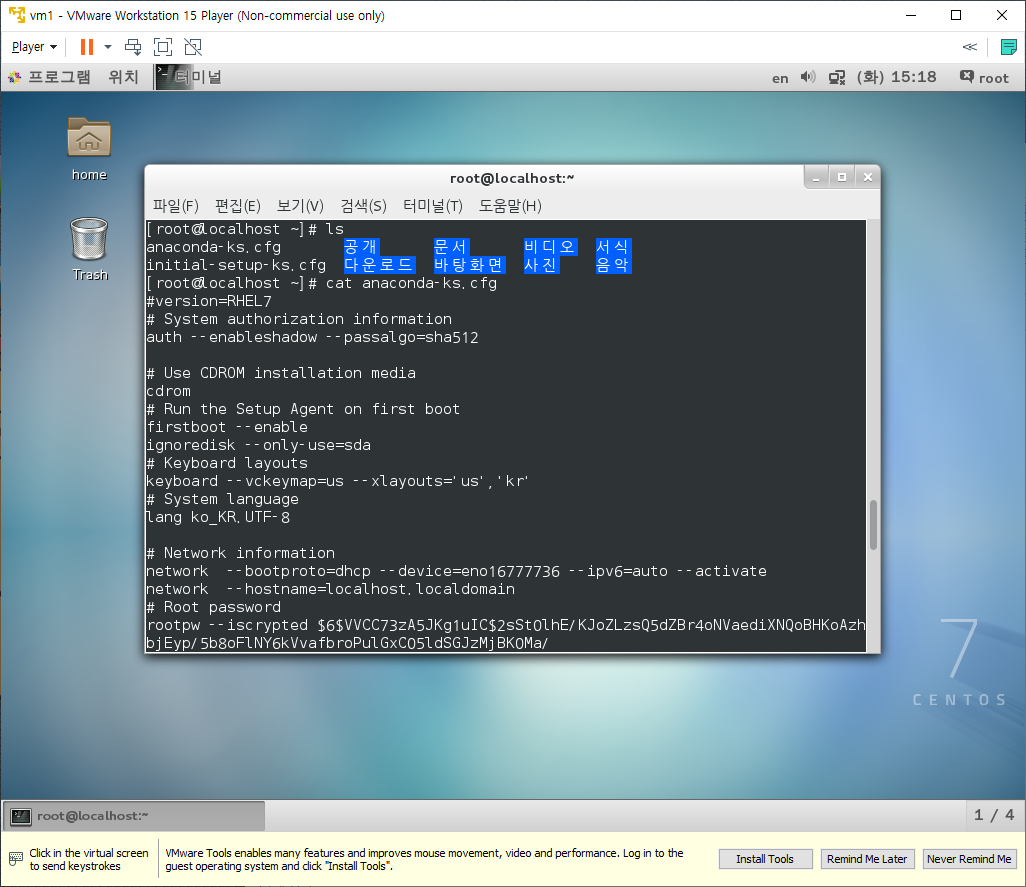 vm1 - VMware Workstation 15 Player (Non-commercial use only)
Player
프로그램 위치 터미널 en (화) 15:18 root
home
Trash
root@localhost:~
파일(F) 편집(E) 보기(V) 검색(S) 터미널(T) 도움말(H)
[root@localhost ~]# ls
anaconda-ks.cfg 공개 문서 비디오 서식
initial-setup-ks.cfg 다운로드 바탕화면 사진 음악
[root@localhost ~]# cat anaconda-ks.cfg
#version=RHEL7
# System authorization information
auth --enableshadow --passalgo=sha512
# Use CDROM installation media
cdrom
# Run the Setup Agent on first boot
firstboot --enable
ignoredisk --only-use=sda
# Keyboard layouts
keyboard --vckeymap=us --xlayouts='us','kr'
# System language
lang ko_KR.UTF-8
# Network information
network  --bootproto=dhcp --device=eno16777736 --ipv6=auto --activate
network  --hostname=localhost.localdomain
# Root password
rootpw --iscrypted
7
CENTOS
root@localhost:~ 1 / 4
Click in the virtual screen
to send keystrokes
VMware Tools enables many features and improves mouse movement, video and performance. Log in to the
guest operating system and click "Install Tools".
Install Tools Remind Me Later Never Remind Me